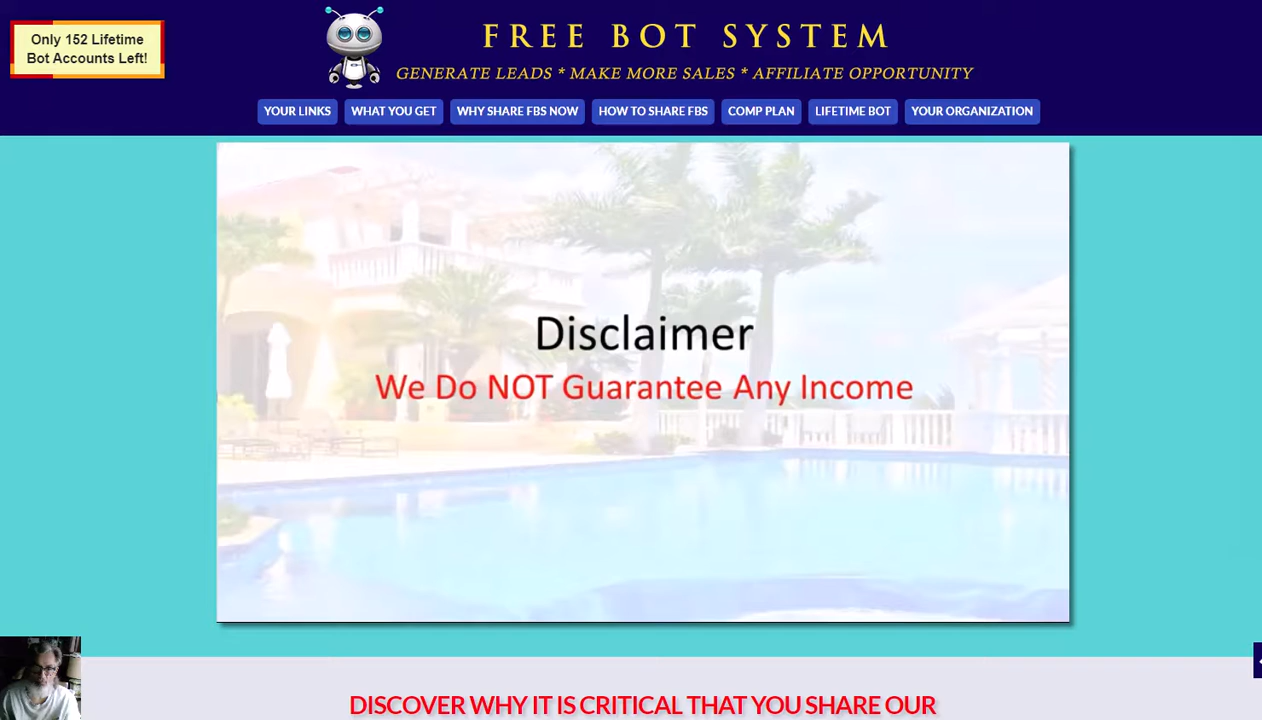 Only 152 Lifetime
Bot Accounts Left!
FREE BOT SYSTEM
GENERATE LEADS * MAKE MORE SALES * AFFILIATE OPPORTUNITY
YOUR LINKS WHAT YOU GET WHY SHARE FBS NOW HOW TO SHARE FBS COMP PLAN LIFETIME BOT YOUR ORGANIZATION
Disclaimer
We Do NOT Guarantee Any Income
DISCOVER WHY IT IS CRITICAL THAT YOU SHARE OUR